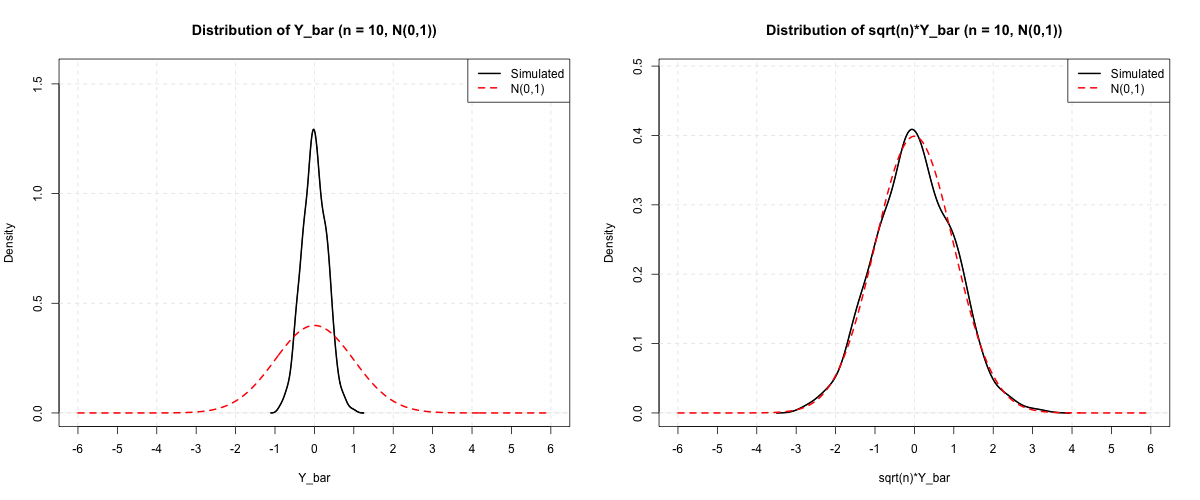 Distribution of Y_bar (n = 10, N(0,1))
Simulated
N(0,1)
Density
1.5
1.0
0.5
0.0
-6 -5 -4 -3 -2 -1 0 1 2 3 4 5 6
Y_bar
Distribution of sqrt(n)*Y_bar (n = 10, N(0,1))
Simulated
N(0,1)
Density
0.5
0.4
0.3
0.2
0.1
0.0
-6 -5 -4 -3 -2 -1 0 1 2 3 4 5 6
sqrt(n)*Y_bar